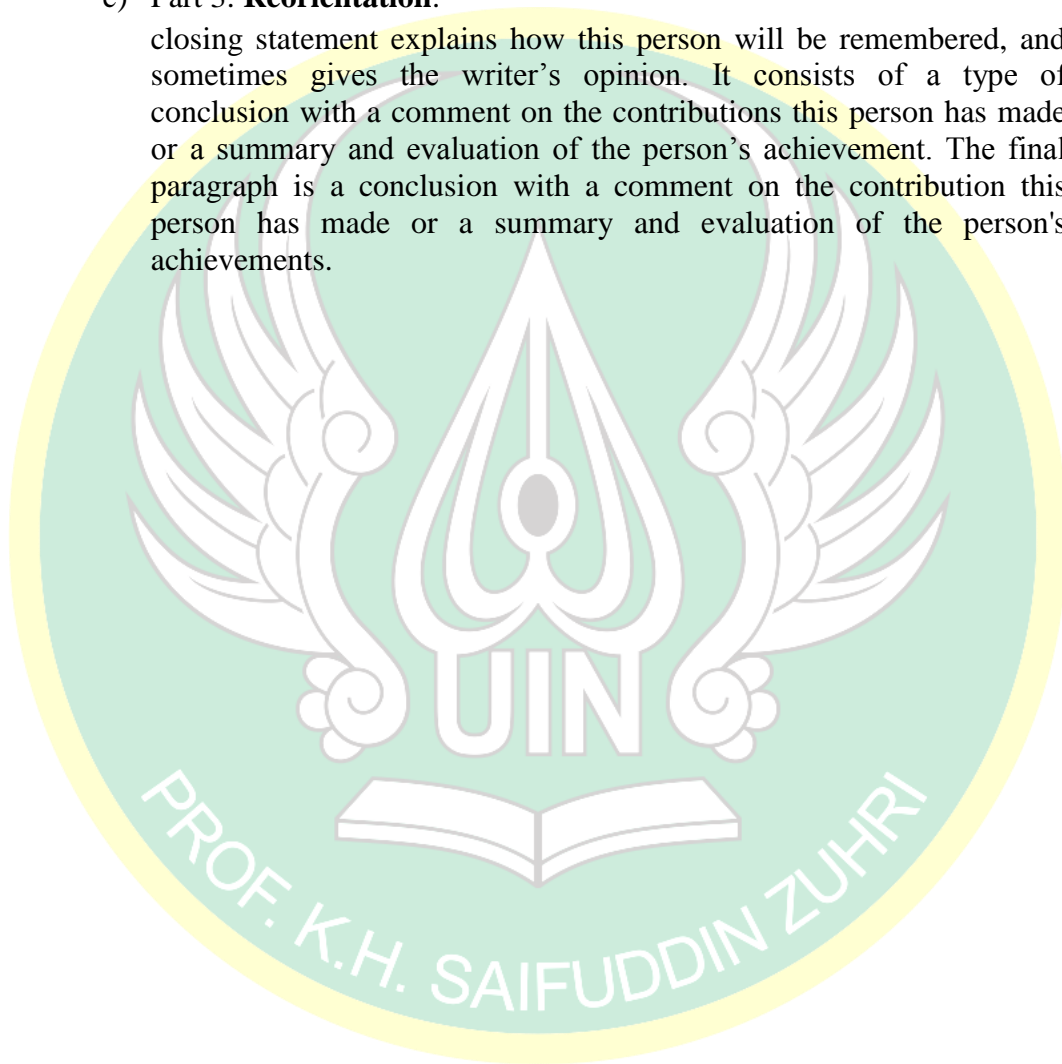 c) Part 3: Reorientation:
closing statement explains how this person will be remembered, and
sometimes gives the writer's opinion. It consists of a type of
conclusion with a comment on the contributions this person has made
or a summary and evaluation of the person's achievement. The final
paragraph is a conclusion with a comment on the contribution this
person has made or a summary and evaluation of the person's
achievements.
UIN
PROF. K.H. SAIFUDDIN ZUHRI